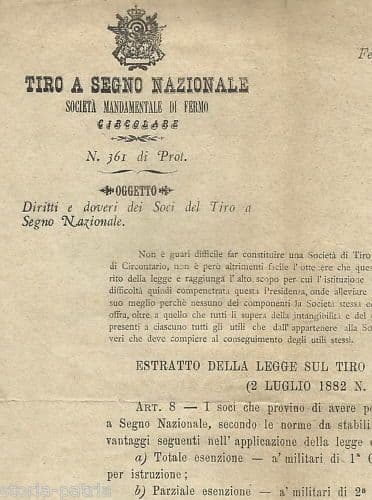 Fe
TIRO A SEGNO NAZIONALE
SOCIETÀ MANDAMENTALE DI FERMO
CIRCOLARE
N. 361 di Prot.
OGGETTO
Diritti e doveri dei Soci del Tiro a
Segno Nazionale.
Non è guari difficile far constituire una Società di Tiro
di Circontario, non è però altrimenti facile l'ottenere che ques
rito della legge e raggiunga l'alto scopo per cui l'istituzione
difficoltà quindi compenetrata questa Presidenza, onde alleviare
suo meglio perchè nessuno dei componenti la Società stessa e
offra, oltre a quello che tutti li supera della intangibilità e del
presenti a ciascuno tutti gli utili che dall'appartenere alla So
veri che deve compiere al conseguimento degli utili stessi.
ESTRATTO DELLA LEGGE SUL TIRO
(2 LUGLIO 1882 N.
ART. 8 — I soci che provino di avere pe
a Segno Nazionale, secondo le norme da stabili
vantaggi seguenti nell'applicazione della legge
a) Totale esenzione — a' militari di 1ª
per istruzione;
b) Parziale esenzione — a' militari di 2ª
storia-patria